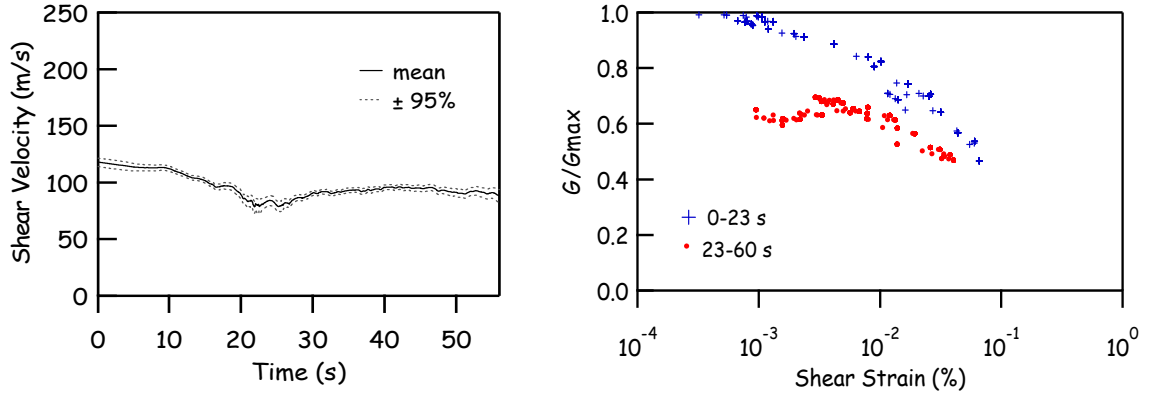 250
200
150
100
50
0
Shear Velocity (m/s)
mean
± 95%
0 10 20 30 40 50
Time (s)
1.0
0.8
0.6
0.4
0.2
0.0
G/Gmax
0-23 s
23-60 s
10⁻⁴ 10⁻³ 10⁻² 10⁻¹ 10⁰
Shear Strain (%)